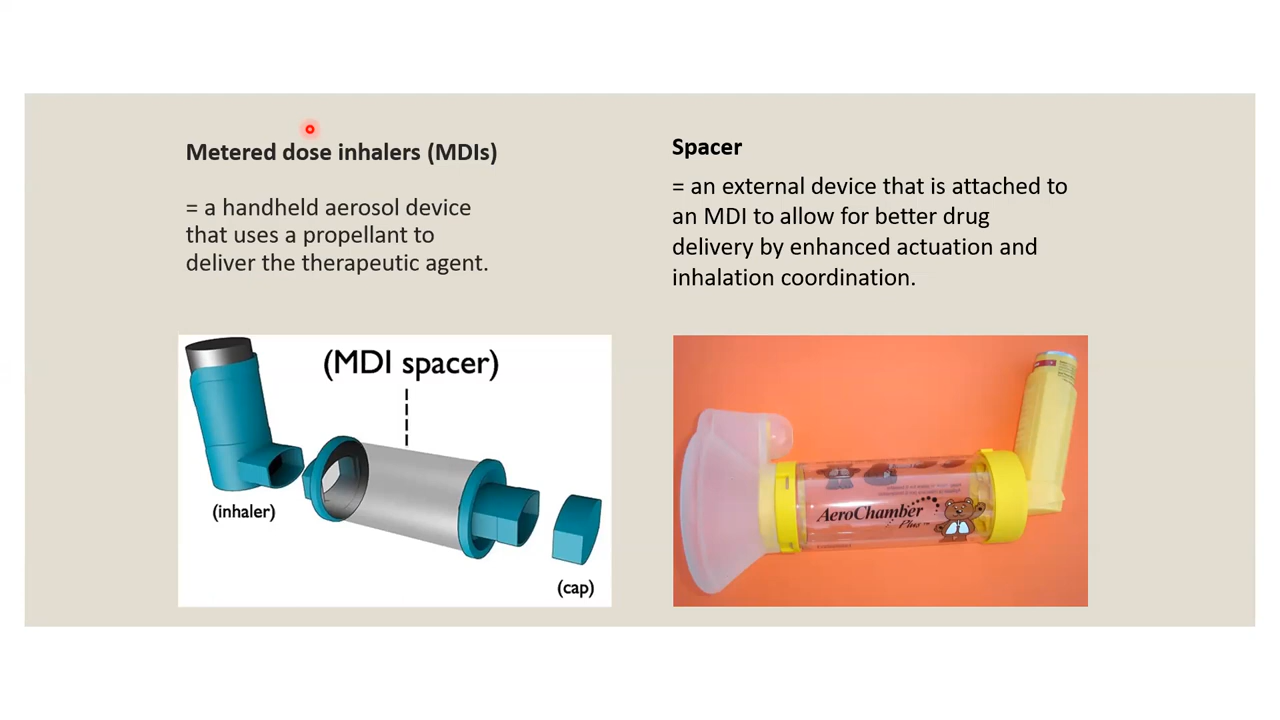 Metered dose inhalers (MDIs)
= a handheld aerosol device
that uses a propellant to
deliver the therapeutic agent.
Spacer
= an external device that is attached to
an MDI to allow for better drug
delivery by enhanced actuation and
inhalation coordination.
(MDI spacer)
(inhaler)
(cap)
AeroChamber
Plus™